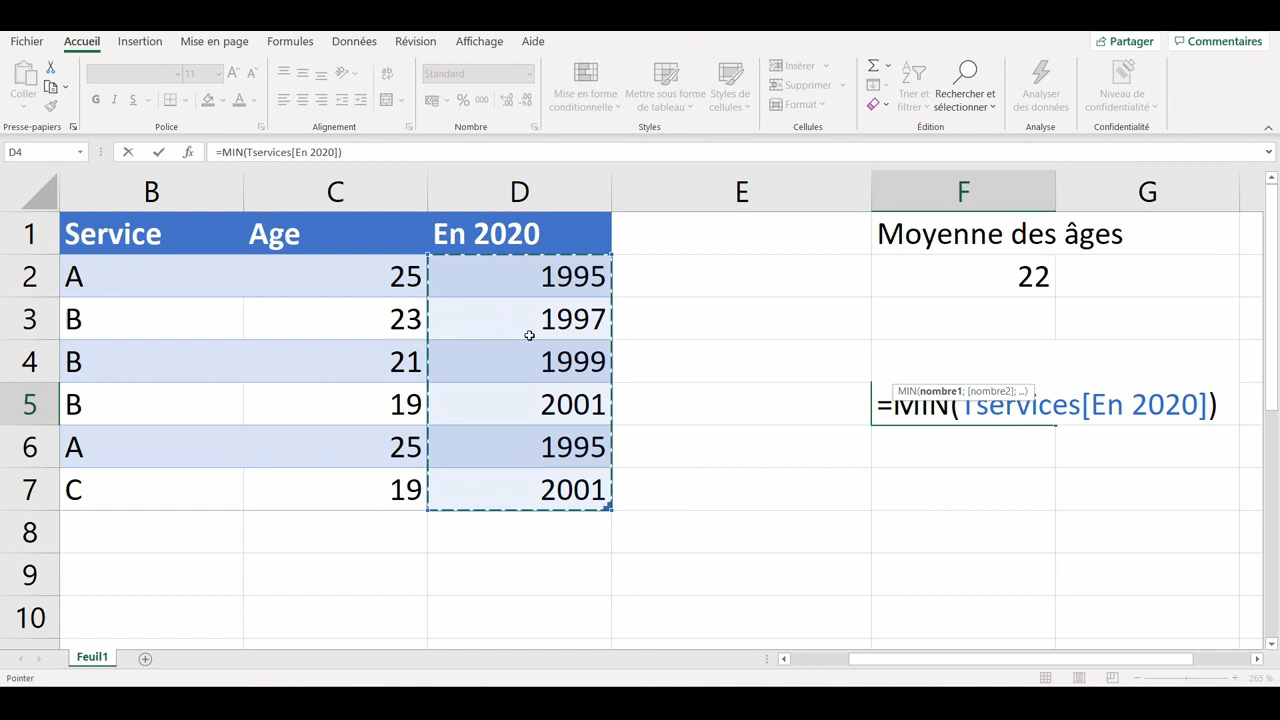 Fichier Accueil Insertion Mise en page Formules Données Révision Affichage Aide Partager Commentaires
Coller
11
G I S
Standard
% 000
Mise en forme conditionnelle
Mettre sous forme de tableau
Styles de cellules
Insérer
Supprimer
Format
Trier et filtrer
Rechercher et sélectionner
Analyser des données
Niveau de confidentialité
Presse-papiers Police Alignement Nombre Styles Cellules Édition Analyse Confidentialité
D4 fx =MIN(Tservices[En 2020])
B C D E F G
1 Service Age En 2020 Moyenne des âges
2 A 25 1995 22
3 B 23 1997
4 B 21 1999
MIN(nombre1; [nombre2]; ...)
5 B 19 2001 =MIN(Tservices[En 2020])
6 A 25 1995
7 C 19 2001
8
9
10
Feuil1
Pointer 265 %